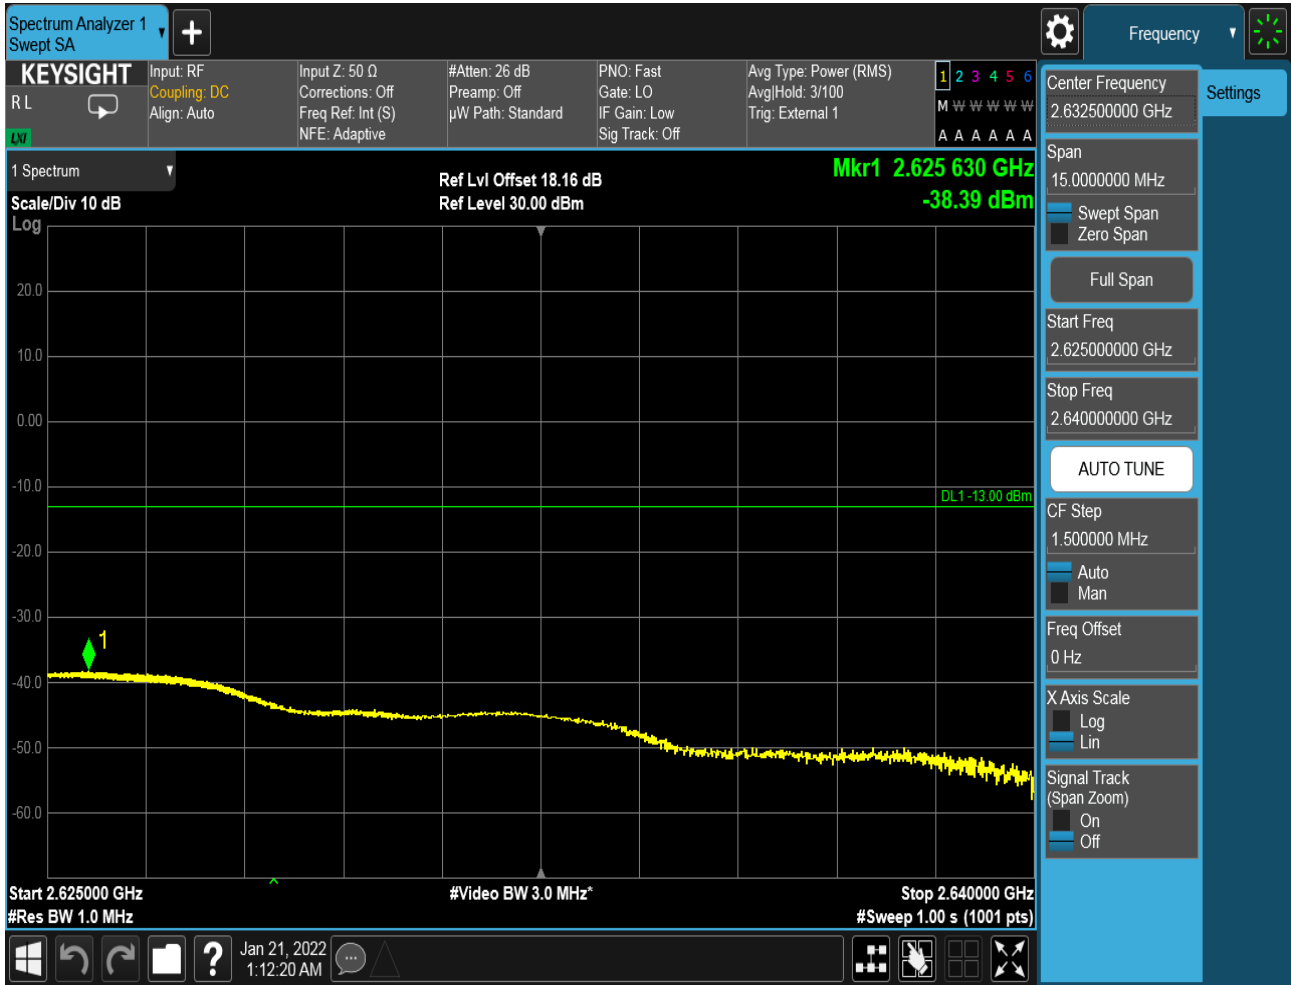 Spectrum Analyzer 1
Swept SA
Frequency
KEYSIGHT
R L
LXI
Input: RF
Coupling: DC
Align: Auto
Input Z: 50 Ω
Corrections: Off
Freq Ref: Int (S)
NFE: Adaptive
#Atten: 26 dB
Preamp: Off
µW Path: Standard
PNO: Fast
Gate: LO
IF Gain: Low
Sig Track: Off
Avg Type: Power (RMS)
Avg|Hold: 3/100
Trig: External 1
1 2 3 4 5 6
M W W W W W
A A A A A A
1 Spectrum
Scale/Div 10 dB
Log
Ref Lvl Offset 18.16 dB
Ref Level 30.00 dBm
Mkr1 2.625 630 GHz
-38.39 dBm
20.0
10.0
0.00
-10.0
-20.0
-30.0
-40.0
-50.0
-60.0
DL1 -13.00 dBm
1
Start 2.625000 GHz
#Res BW 1.0 MHz
#Video BW 3.0 MHz*
Stop 2.640000 GHz
#Sweep 1.00 s (1001 pts)
Jan 21, 2022
1:12:20 AM
Center Frequency
2.632500000 GHz
Settings
Span
15.0000000 MHz
Swept Span
Zero Span
Full Span
Start Freq
2.625000000 GHz
Stop Freq
2.640000000 GHz
AUTO TUNE
CF Step
1.500000 MHz
Auto
Man
Freq Offset
0 Hz
X Axis Scale
Log
Lin
Signal Track
(Span Zoom)
On
Off